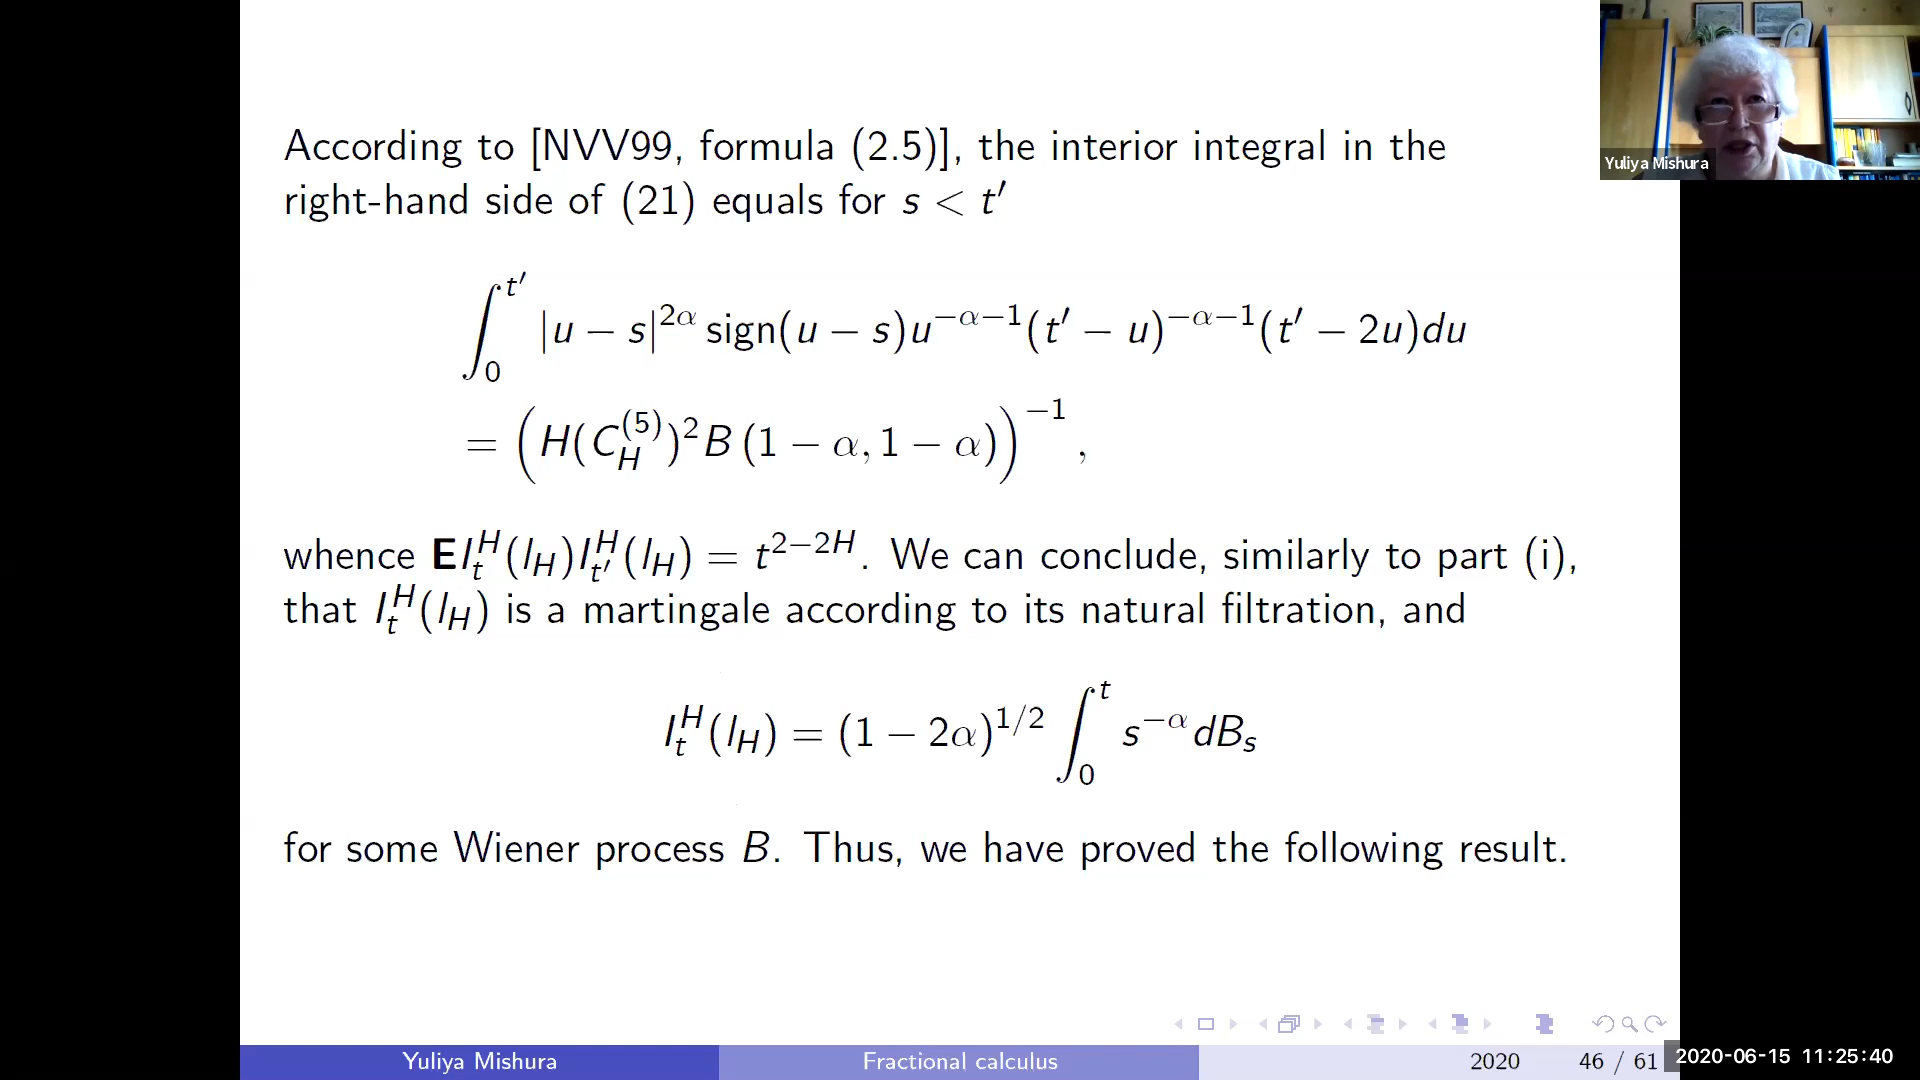 According to [NVV99, formula (2.5)], the interior integral in the
right-hand side of (21) equals for s < t′
∫₀^{t′} |u − s|^{2α} sign(u − s)u^{−α−1}(t′ − u)^{−α−1}(t′ − 2u)du
= (H(C_H^{(5)})²B (1 − α, 1 − α))^{−1} ,
whence EI_t^H(l_H)I_{t′}^H(l_H) = t^{2−2H}. We can conclude, similarly to part (i),
that I_t^H(l_H) is a martingale according to its natural filtration, and
I_t^H(l_H) = (1 − 2α)^{1/2} ∫₀^t s^{−α}dB_s
for some Wiener process B. Thus, we have proved the following result.
Yuliya Mishura
Yuliya Mishura Fractional calculus 2020 46 / 61
2020-06-15 11:25:40